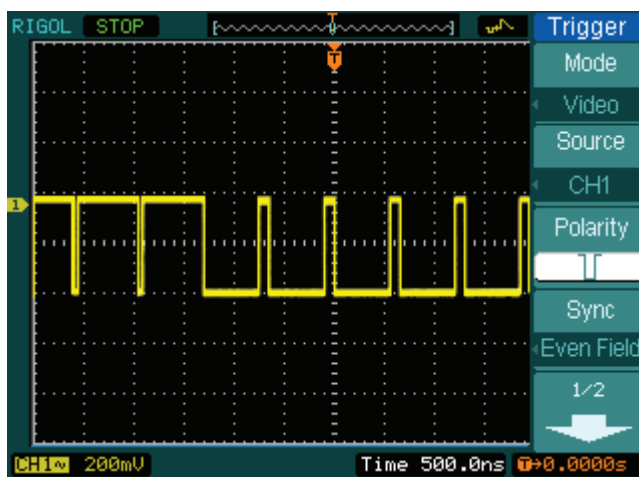 RIGOL STOP
T
T
1
Trigger
Mode
Video
Source
CH1
Polarity
Sync
Even Field
1/2
CH1~ 200mV Time 500.0ns T→0.0000s